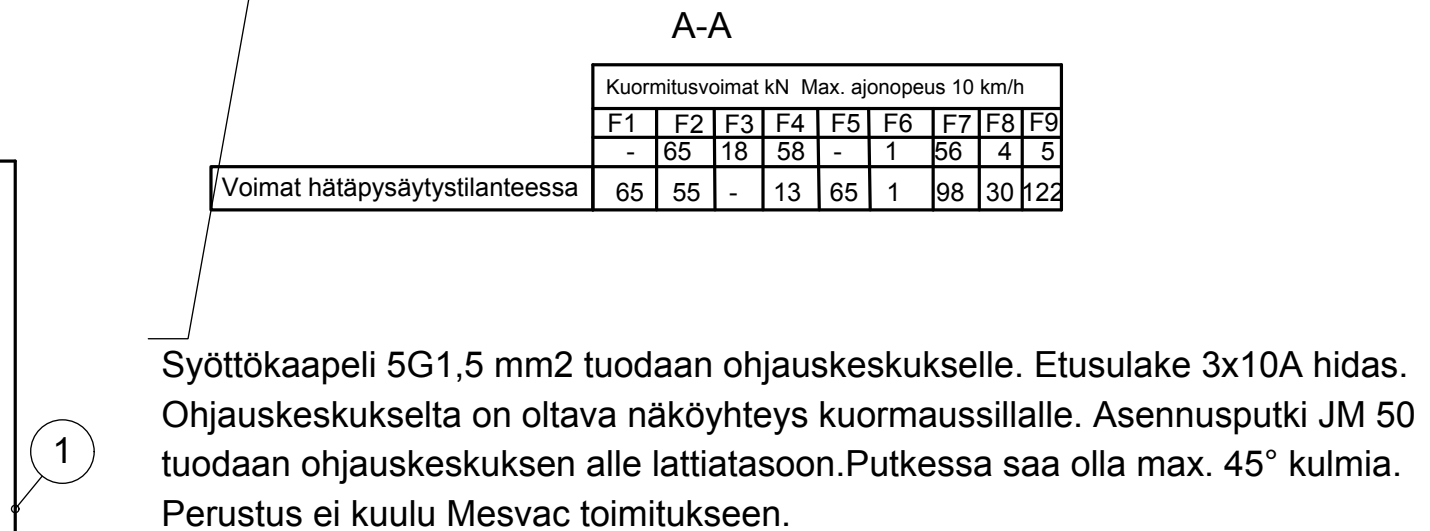 A-A
Kuormitusvoimat kN Max. ajonopeus 10 km/h
F1 F2 F3 F4 F5 F6 F7 F8 F9
- 65 18 58 - 1 56 4 5
Voimat hätäpysäytystilanteessa 65 55 - 13 65 1 98 30 122
Syöttökaapeli 5G1,5 mm2 tuodaan ohjauskeskukselle. Etusulake 3x10A hidas.
Ohjauskeskukselta on oltava näköyhteys kuormaussillalle. Asennusputki JM 50
1
tuodaan ohjauskeskuksen alle lattiatasoon.Putkessa saa olla max. 45° kulmia.
Perustus ei kuulu Mesvac toimitukseen.